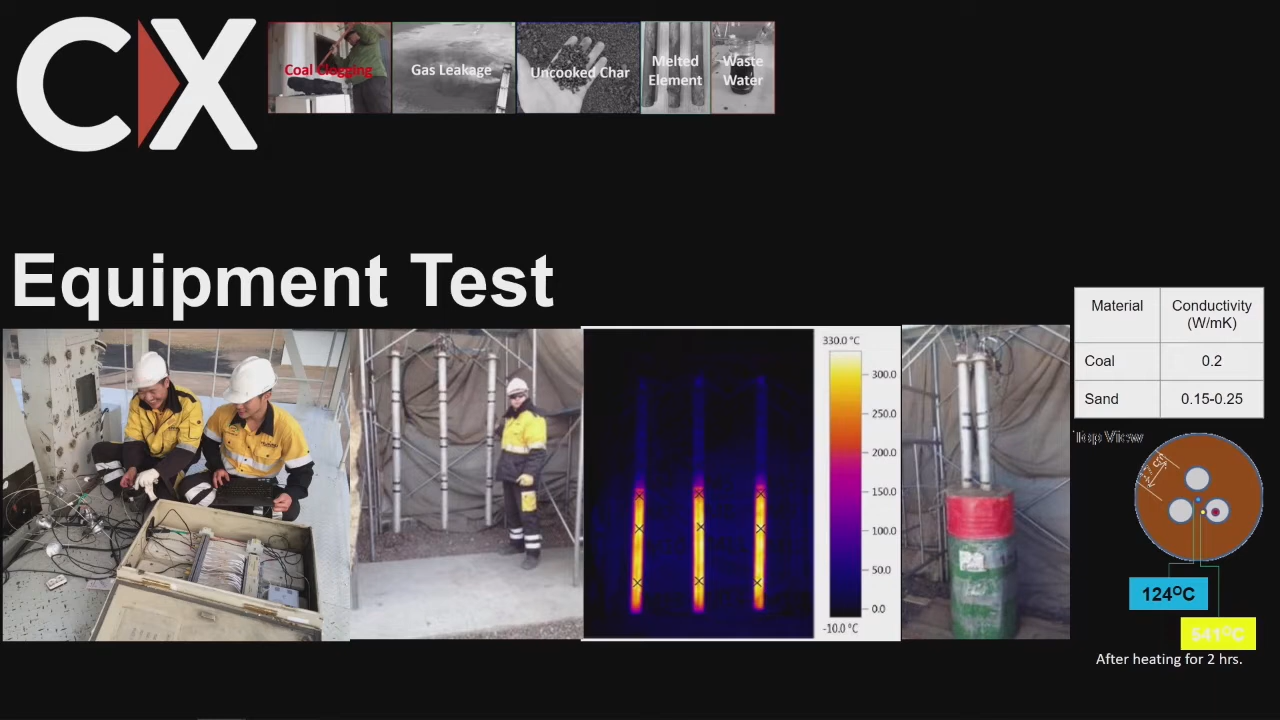 CX
Coal Clogging
Gas Leakage
Uncooked Char
Melted
Element
Waste
Water
Equipment Test
330.0 °C
300.0
250.0
200.0
150.0
100.0
50.0
0.0
-10.0 °C
Material Conductivity
(W/mK)
Coal 0.2
Sand 0.15-0.25
Top View
124°C
541°C
After heating for 2 hrs.